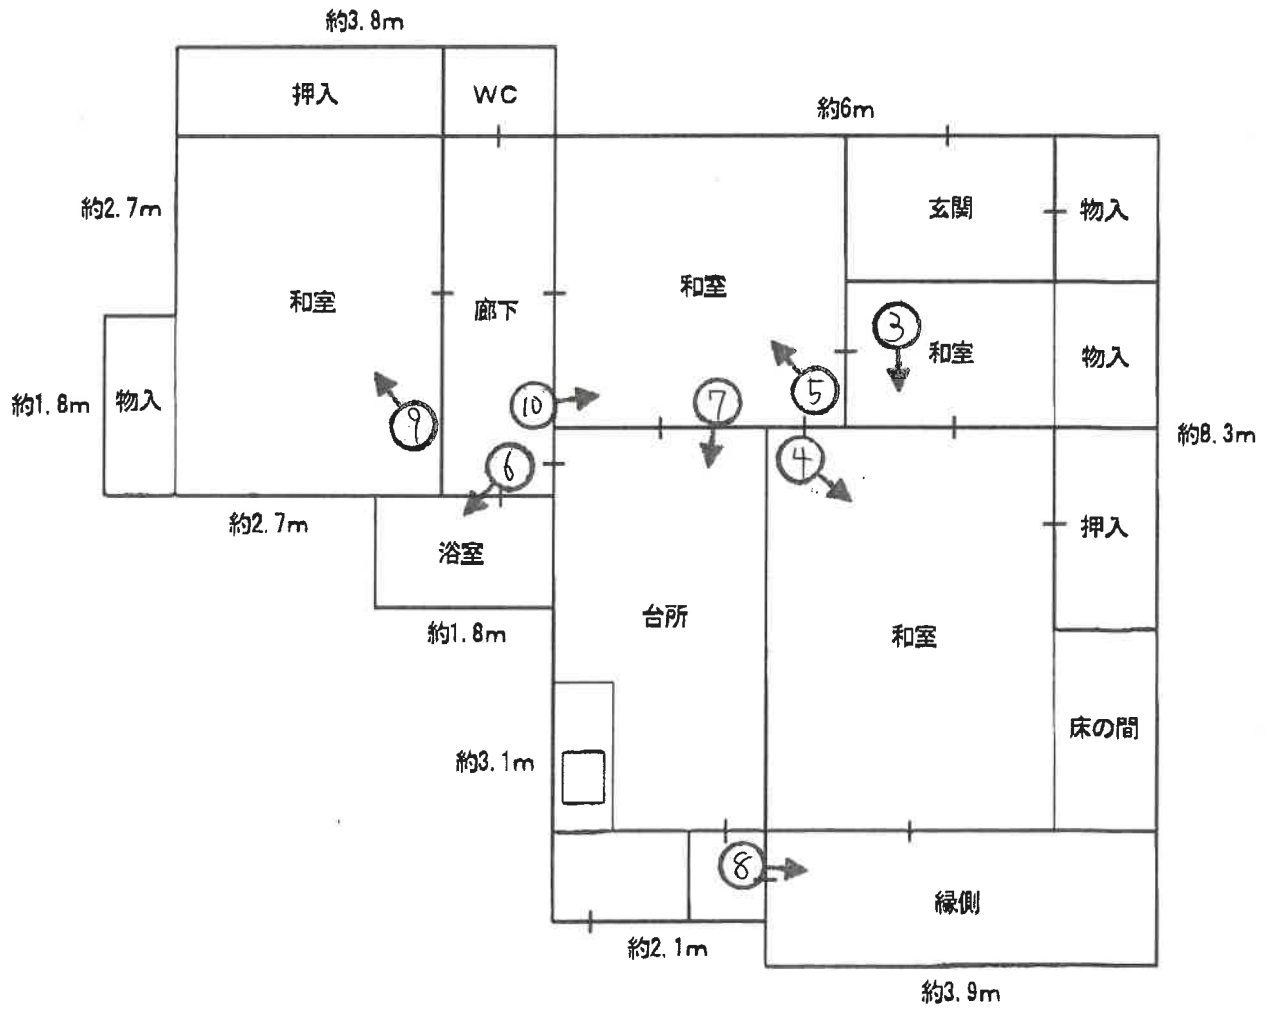 約3.8m
押入
WC
約6m
約2.7m
玄関
物入
和室
和室
廊下
③
和室
物入
⑤
約1.8m
物入
⑩
⑦
⑨
約8.3m
⑥
④
約2.7m
押入
浴室
台所
約1.8m
和室
床の間
約3.1m
⑧
縁側
約2.1m
約3.9m